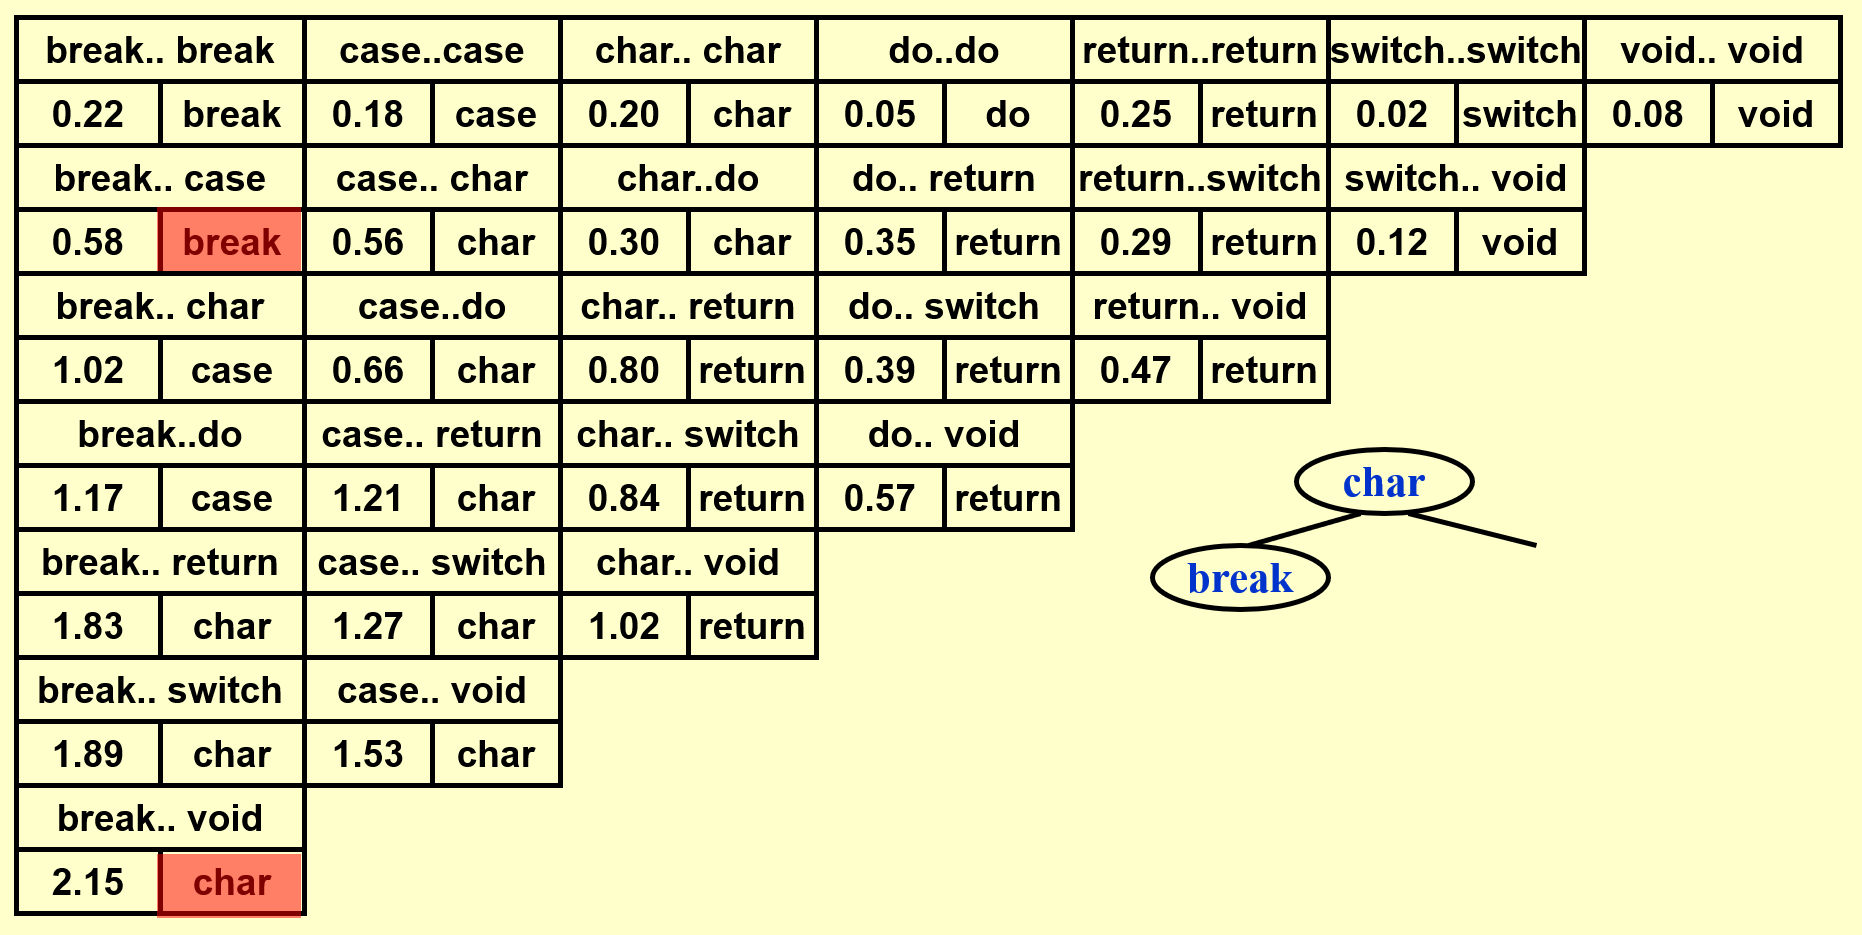 break.. break case..case char.. char do..do return..return switch..switch void.. void
0.22 break 0.18 case 0.20 char 0.05 do 0.25 return 0.02 switch 0.08 void
break.. case case.. char char..do do.. return return..switch switch.. void
0.58 break 0.56 char 0.30 char 0.35 return 0.29 return 0.12 void
break.. char case..do char.. return do.. switch return.. void
1.02 case 0.66 char 0.80 return 0.39 return 0.47 return
break..do case.. return char.. switch do.. void
1.17 case 1.21 char 0.84 return 0.57 return
break.. return case.. switch char.. void
1.83 char 1.27 char 1.02 return
break.. switch case.. void
1.89 char 1.53 char
break.. void
2.15 char
char
break